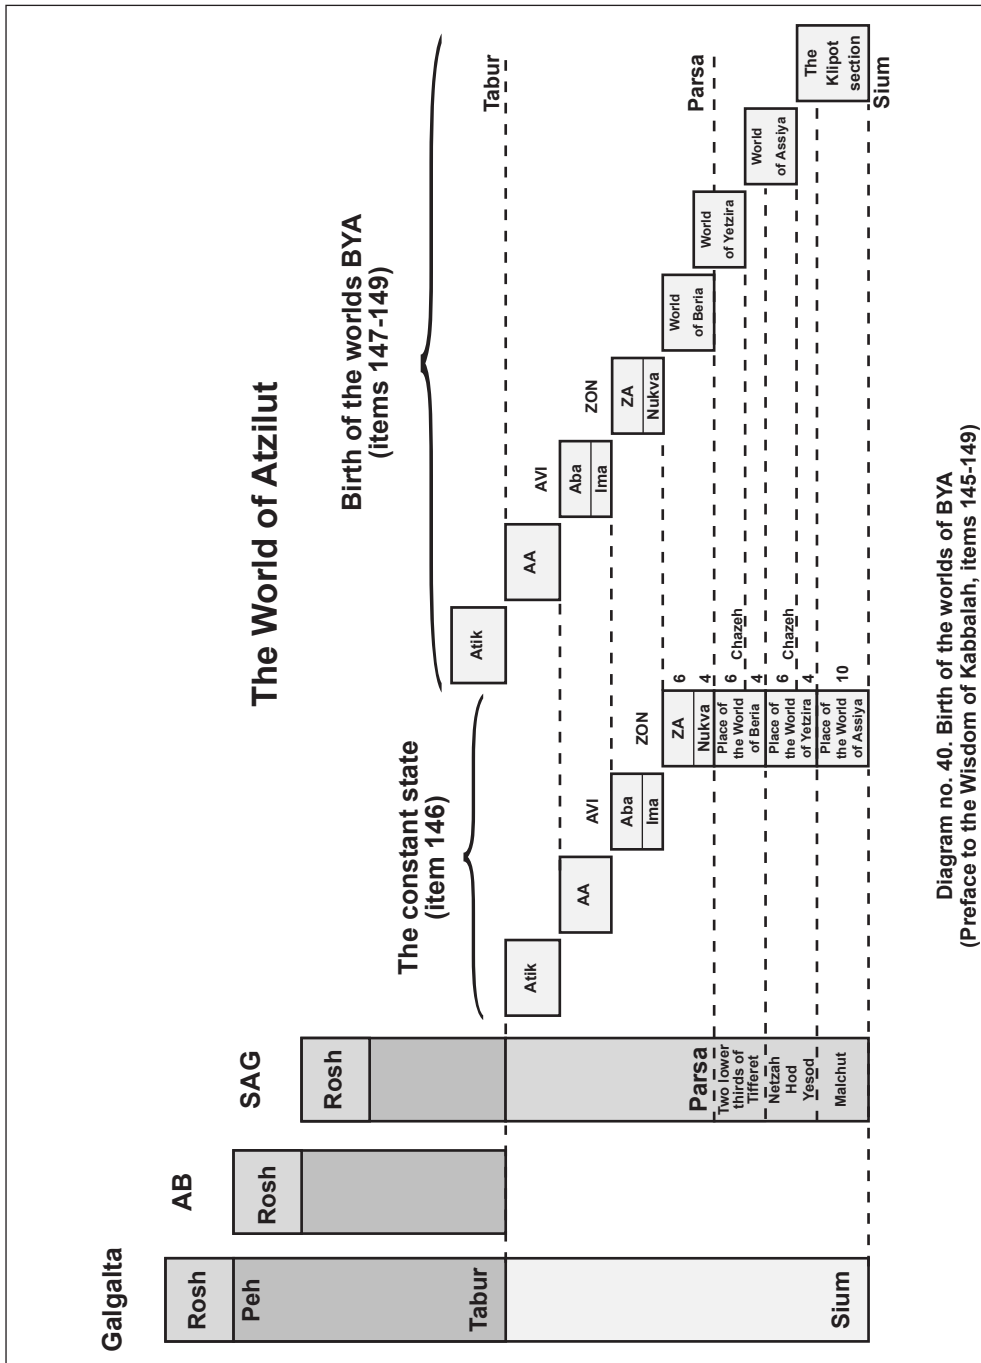 The World of Atzilut
Galgalta
Rosh
Peh
Tabur
Sium
AB
Rosh
SAG
Rosh
Parsa
Two lower
thirds of
Tifferet
Netzah
Hod
Yesod
Malchut
The constant state
(item 146)
Atik
AA
AVI
Aba
Ima
ZON
ZA
Nukva
Place of
the World
of Beria
Place of
the World
of Yetzira
Place of
the World
of Assiya
6
4
6
4
6
4
10
Chazeh
Chazeh
Birth of the worlds BYA
(items 147-149)
Atik
AA
AVI
Aba
Ima
ZON
ZA
Nukva
World
of Beria
World
of Yetzira
World
of Assiya
The
Klipot
section
Tabur
Parsa
Sium
Diagram no. 40. Birth of the worlds of BYA
(Preface to the Wisdom of Kabbalah, items 145-149)